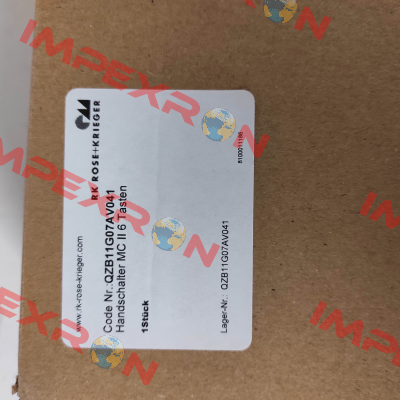 RK ROSE+KRIEGER
www.rk-rose-krieger.com
Code Nr.:QZB11G07AV041
Handschalter MC II 6 Tasten
1Stück
Lager-Nr.: QZB11G07AV041
IMPEXRON
IMPEXRON
IMPEXRON